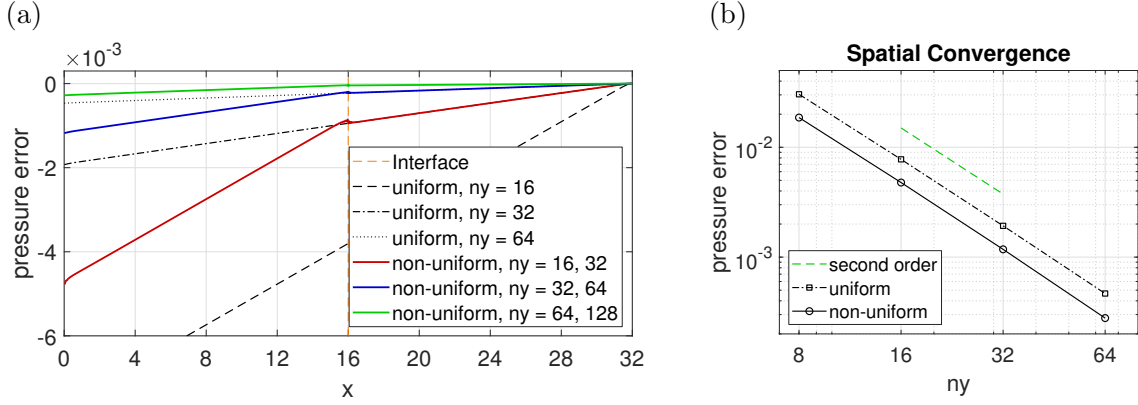 (a)
×10⁻³
0
-2
-4
-6
pressure error
0 4 8 12 16 20 24 28 32
x
Interface
uniform, ny = 16
uniform, ny = 32
uniform, ny = 64
non-uniform, ny = 16, 32
non-uniform, ny = 32, 64
non-uniform, ny = 64, 128
(b)
Spatial Convergence
10⁻²
10⁻³
pressure error
8 16 32 64
ny
second order
uniform
non-uniform